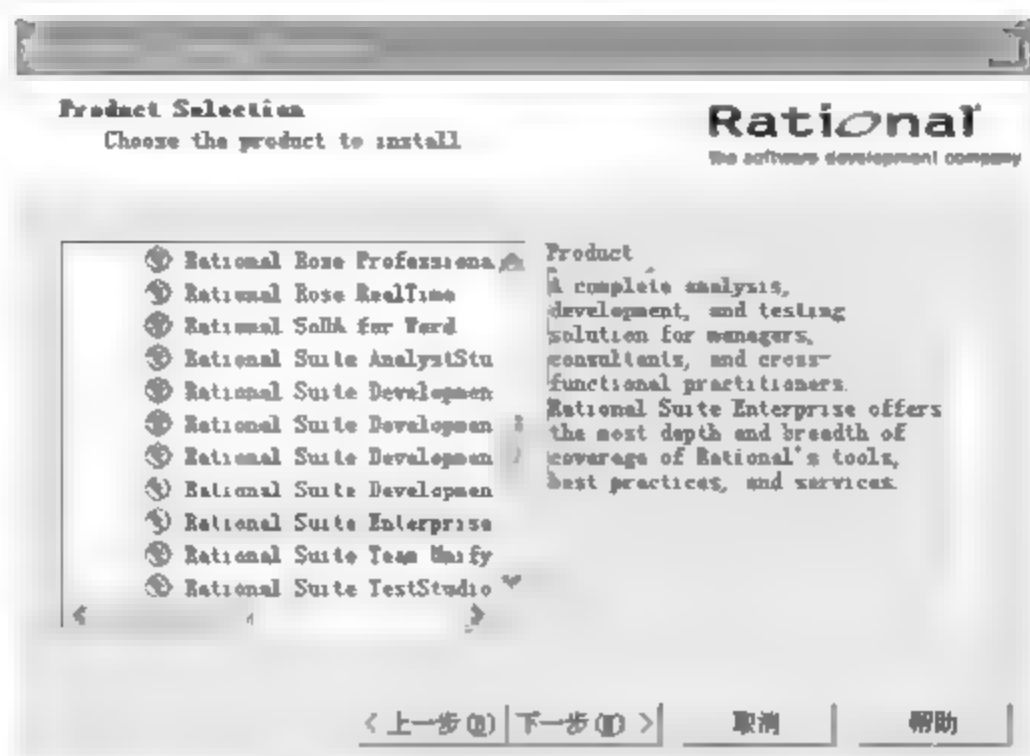 Product Selection
Choose the product to install
Rational
the software development company
Rational Rose Professiona
Rational Rose RealTime
Rational SoDA for Word
Rational Suite AnalystStu
Rational Suite Developmen
Rational Suite Developmen
Rational Suite Developmen
Rational Suite Developmen
Rational Suite Enterprise
Rational Suite Team Unify
Rational Suite TestStudio
Product
A complete analysis,
development, and testing
solution for managers,
consultants, and cross-
functional practitioners.
Rational Suite Enterprise offers
the most depth and breadth of
coverage of Rational's tools,
best practices, and services.
< 上一步(B)
下一步(N) >
取消
帮助